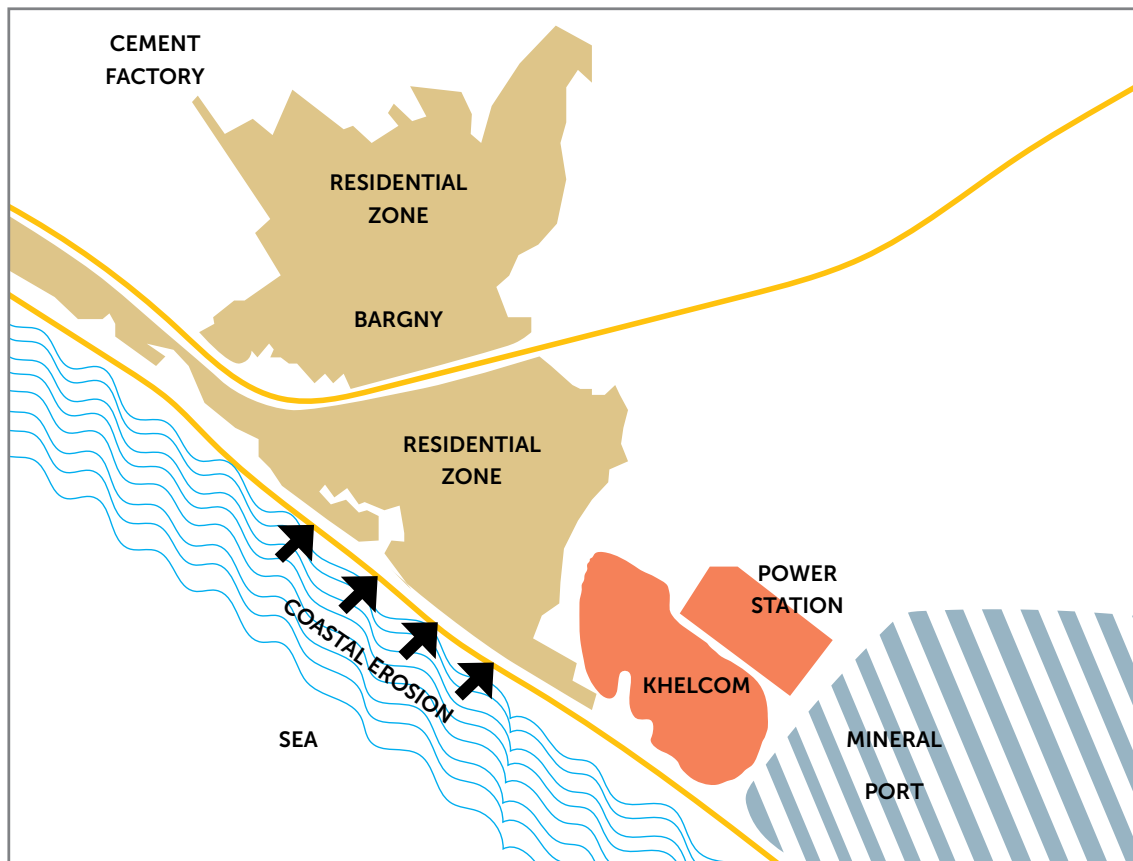 CEMENT
FACTORY
RESIDENTIAL
ZONE
BARGNY
RESIDENTIAL
ZONE
POWER
STATION
KHELCOM
COASTAL EROSION
SEA
MINERAL
PORT